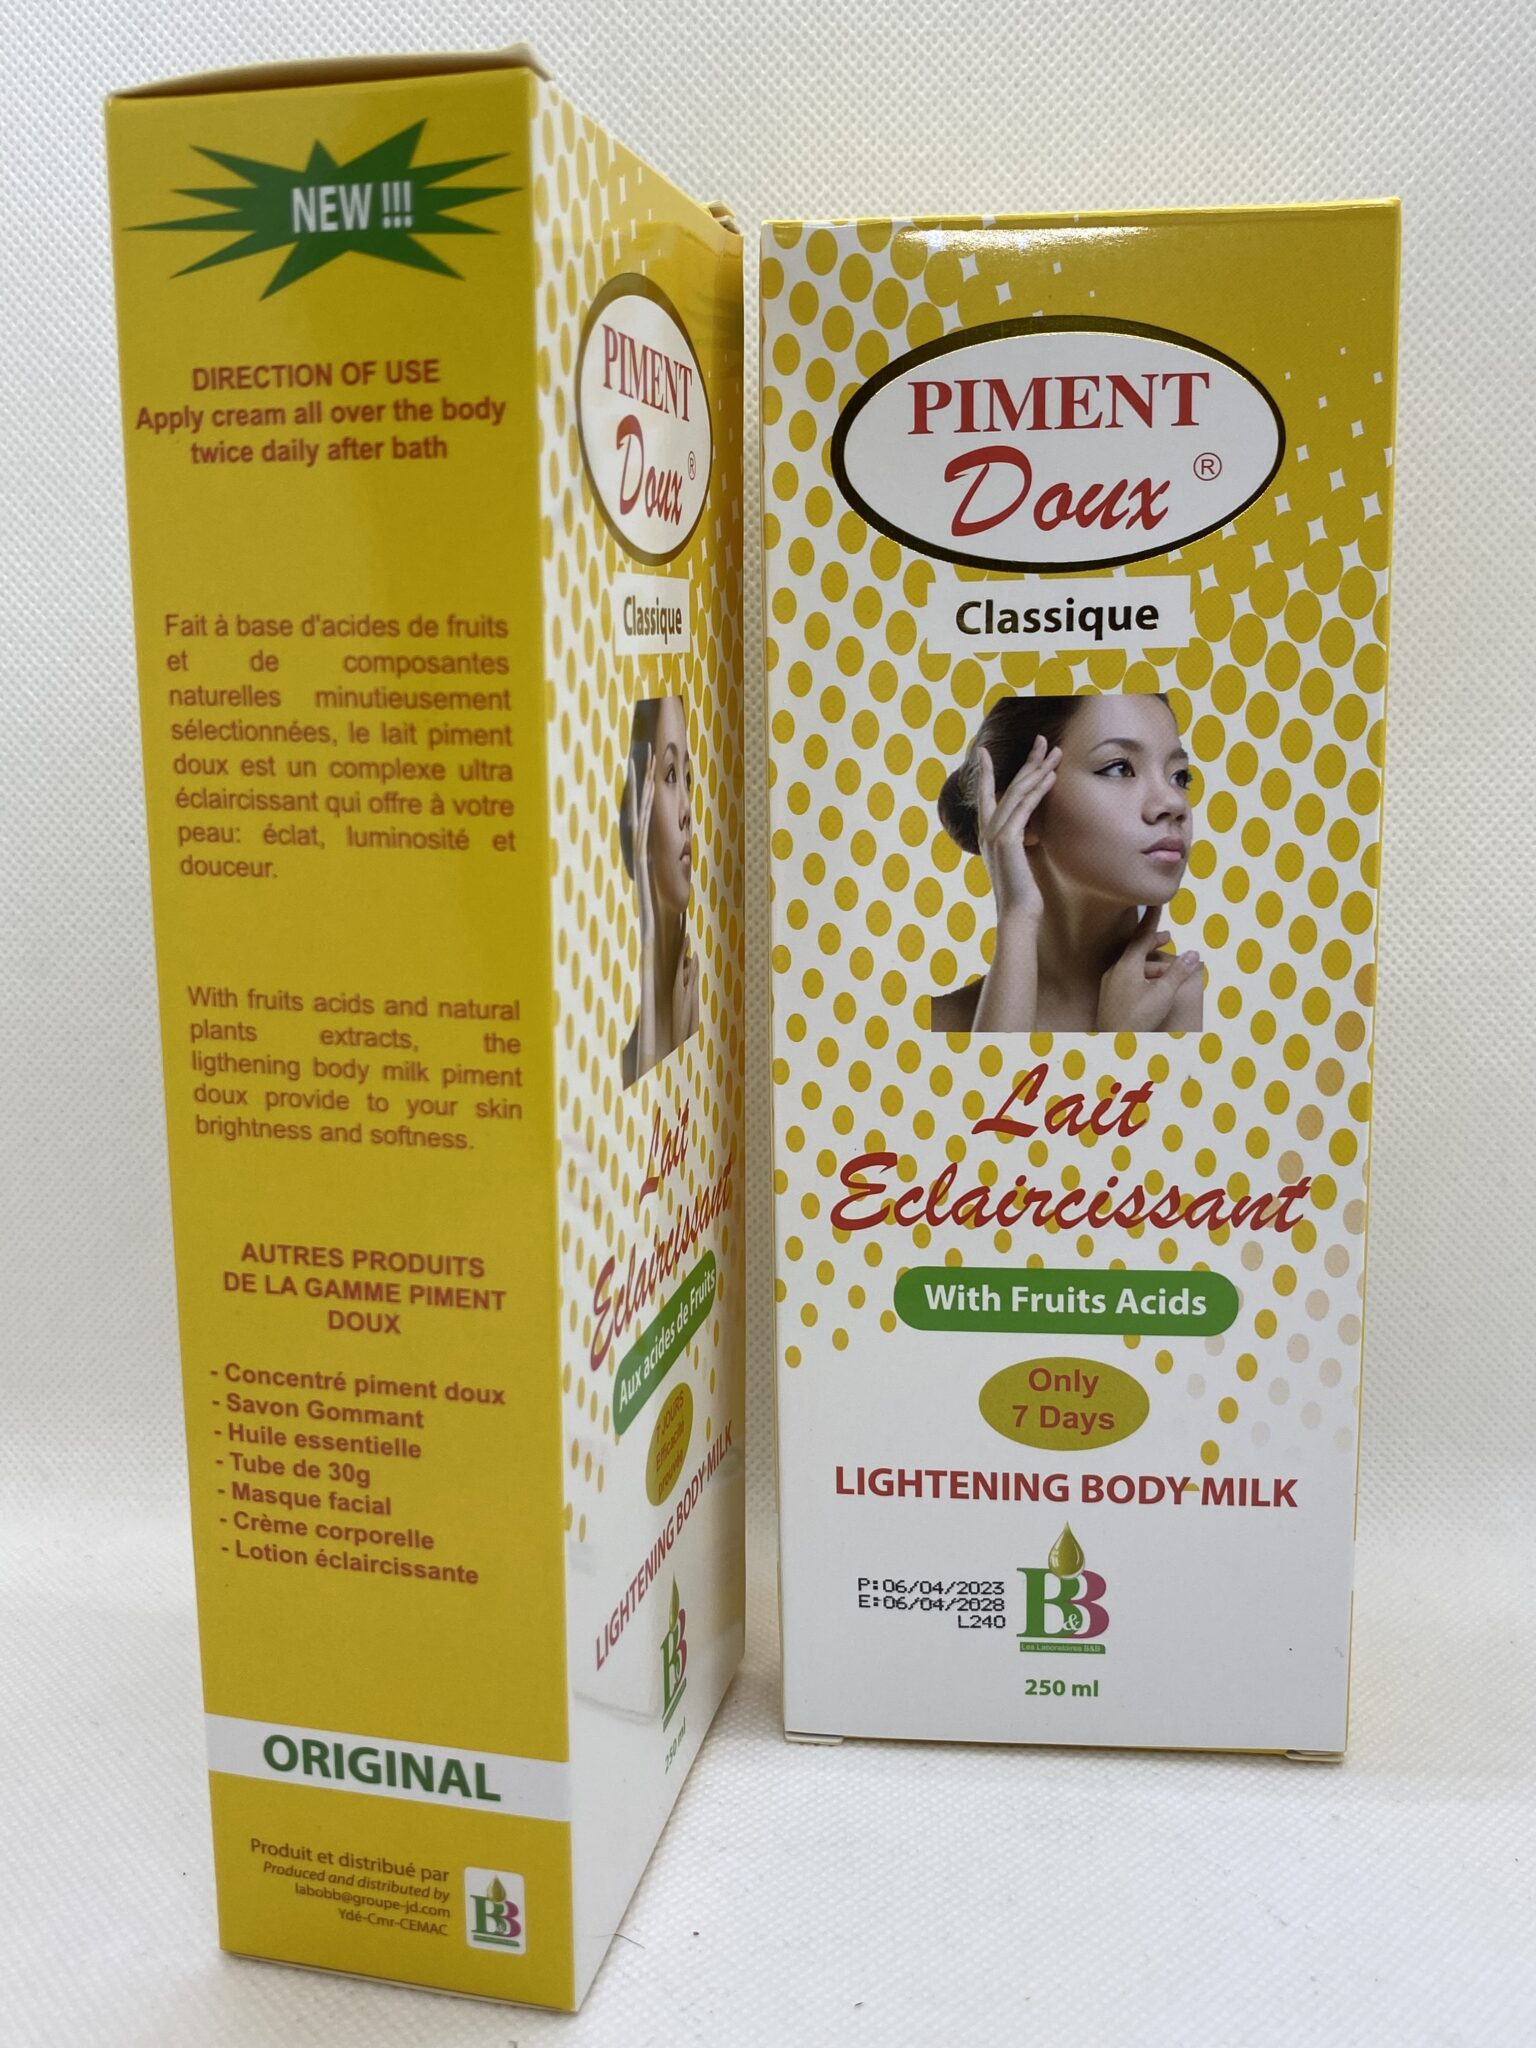 NEW !!!
DIRECTION OF USE
Apply cream all over the body
twice daily after bath
Fait à base d'acides de fruits
et de composantes
naturelles minutieusement
sélectionnées, le lait piment
doux est un complexe ultra
éclaircissant qui offre à votre
peau: éclat, luminosité et
douceur.
With fruits acids and natural
plants extracts, the
ligthening body milk piment
doux provide to your skin
brightness and softness.
AUTRES PRODUITS
DE LA GAMME PIMENT
DOUX
- Concentré piment doux
- Savon Gommant
- Huile essentielle
- Tube de 30g
- Masque facial
- Crème corporelle
- Lotion éclaircissante
ORIGINAL
Produit et distribué par
Produced and distributed by
labobb@groupe-jd.com
Ydé-Cmr-CEMAC
B&B
PIMENT
Doux ®
Classique
Lait
Eclaircissant
Aux acides de Fruits
7 JOURS
Efficacité
prouvée
LIGHTENING BODY MILK
B&B
250 ml
PIMENT
Doux ®
Classique
Lait
Eclaircissant
With Fruits Acids
Only
7 Days
LIGHTENING BODY MILK
P:06/04/2023
E:06/04/2028
L240
B&B
Les Laboratoires B&B
250 ml